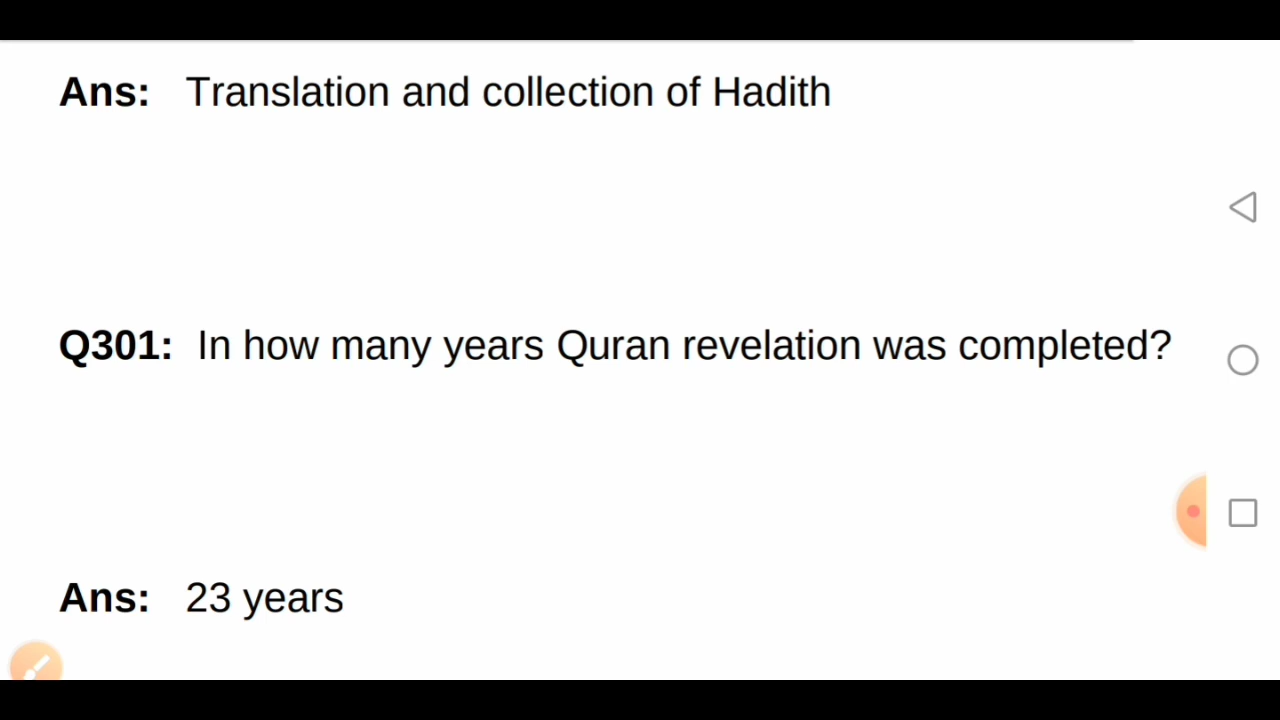 Ans: Translation and collection of Hadith
Q301: In how many years Quran revelation was completed?
Ans: 23 years